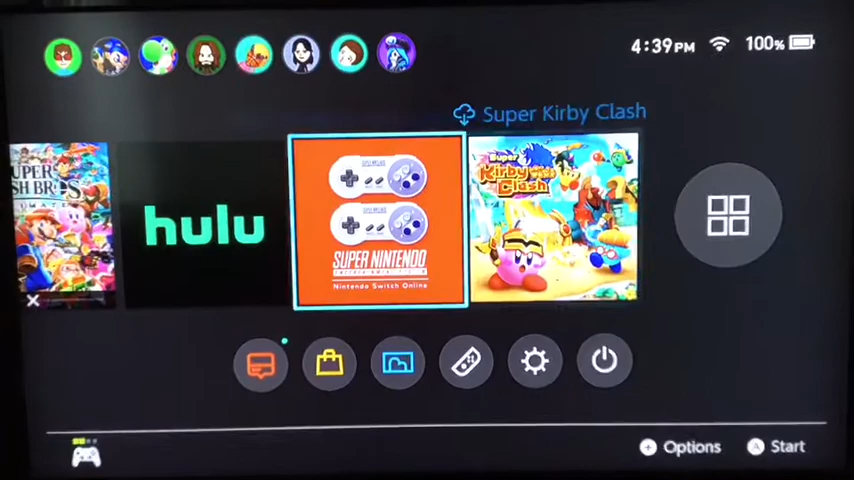 4:39PM
100%
Super Kirby Clash
SUPER
SH BROS
hulu
SUPER NINTENDO
Nintendo Switch Online
Super
Kirby
Clash
Options
Start